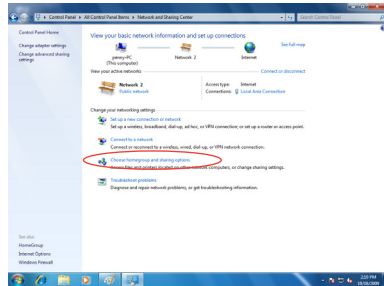 Control Panel ▸ All Control Panel Items ▸ Network and Sharing Center
Search Control Panel
Control Panel Home
Change adapter settings
Change advanced sharing
settings
View your basic network information and set up connections
See full map
penny-PC
(This computer)
Network 2
Internet
View your active networks
Connect or disconnect
Network 2
Public network
Access type: Internet
Connections: Local Area Connection
Change your networking settings
Set up a new connection or network
Set up a wireless, broadband, dial-up, ad hoc, or VPN connection; or set up a router or access point.
Connect to a network
Connect or reconnect to a wireless, wired, dial-up, or VPN network connection.
Choose homegroup and sharing options
Access files and printers located on other network computers, or change sharing settings.
Troubleshoot problems
Diagnose and repair network problems, or get troubleshooting information.
See also
HomeGroup
Internet Options
Windows Firewall
2:19 PM